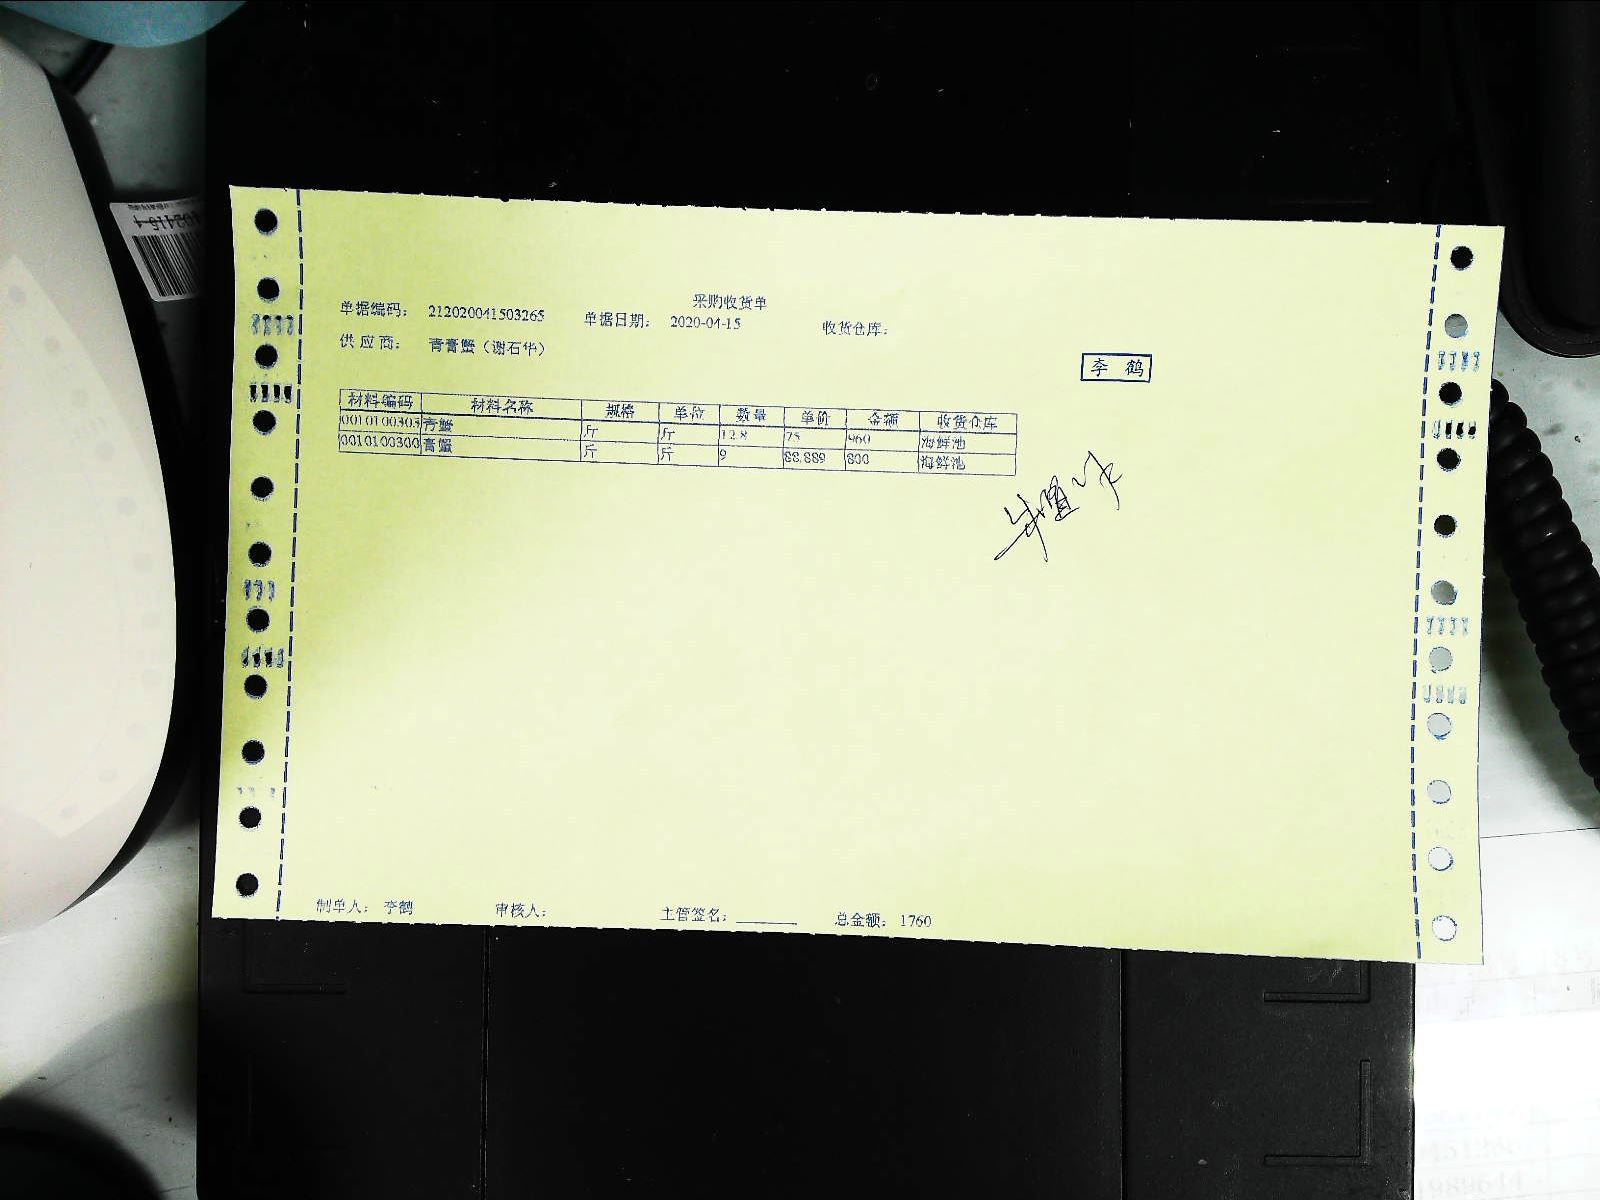 采购收货单
单据编码： 212020041503265 单据日期： 2020-04-15 收货仓库：
供 应 商： 青膏蟹（谢石华）
李 鹤
材料编码 材料名称 规格 单位 数量 单价 金额 收货仓库
0010100303 青蟹 斤 斤 12.8 75 960 海鲜池
0010100300 膏蟹 斤 斤 9 88.889 800 海鲜池
制单人： 李鹤 审核人： 主管签名：________ 总金额： 1760